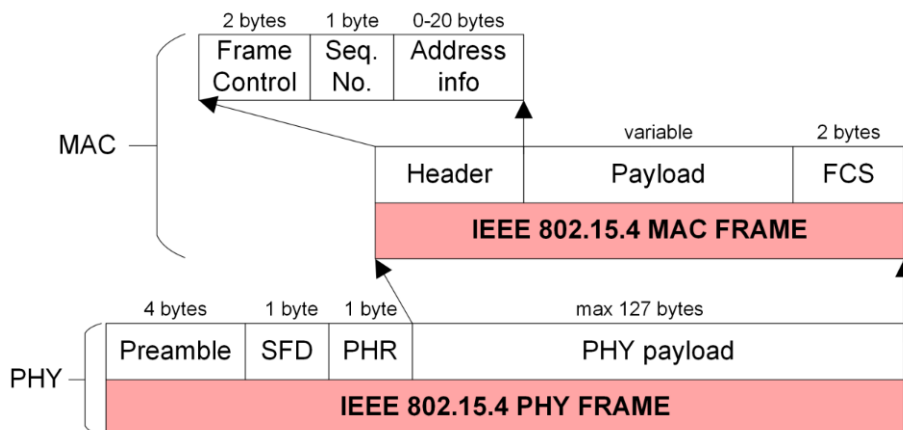 2 bytes 1 byte 0-20 bytes
Frame Seq. Address
Control No. info
MAC
variable 2 bytes
Header Payload FCS
IEEE 802.15.4 MAC FRAME
4 bytes 1 byte 1 byte max 127 bytes
Preamble SFD PHR PHY payload
PHY
IEEE 802.15.4 PHY FRAME